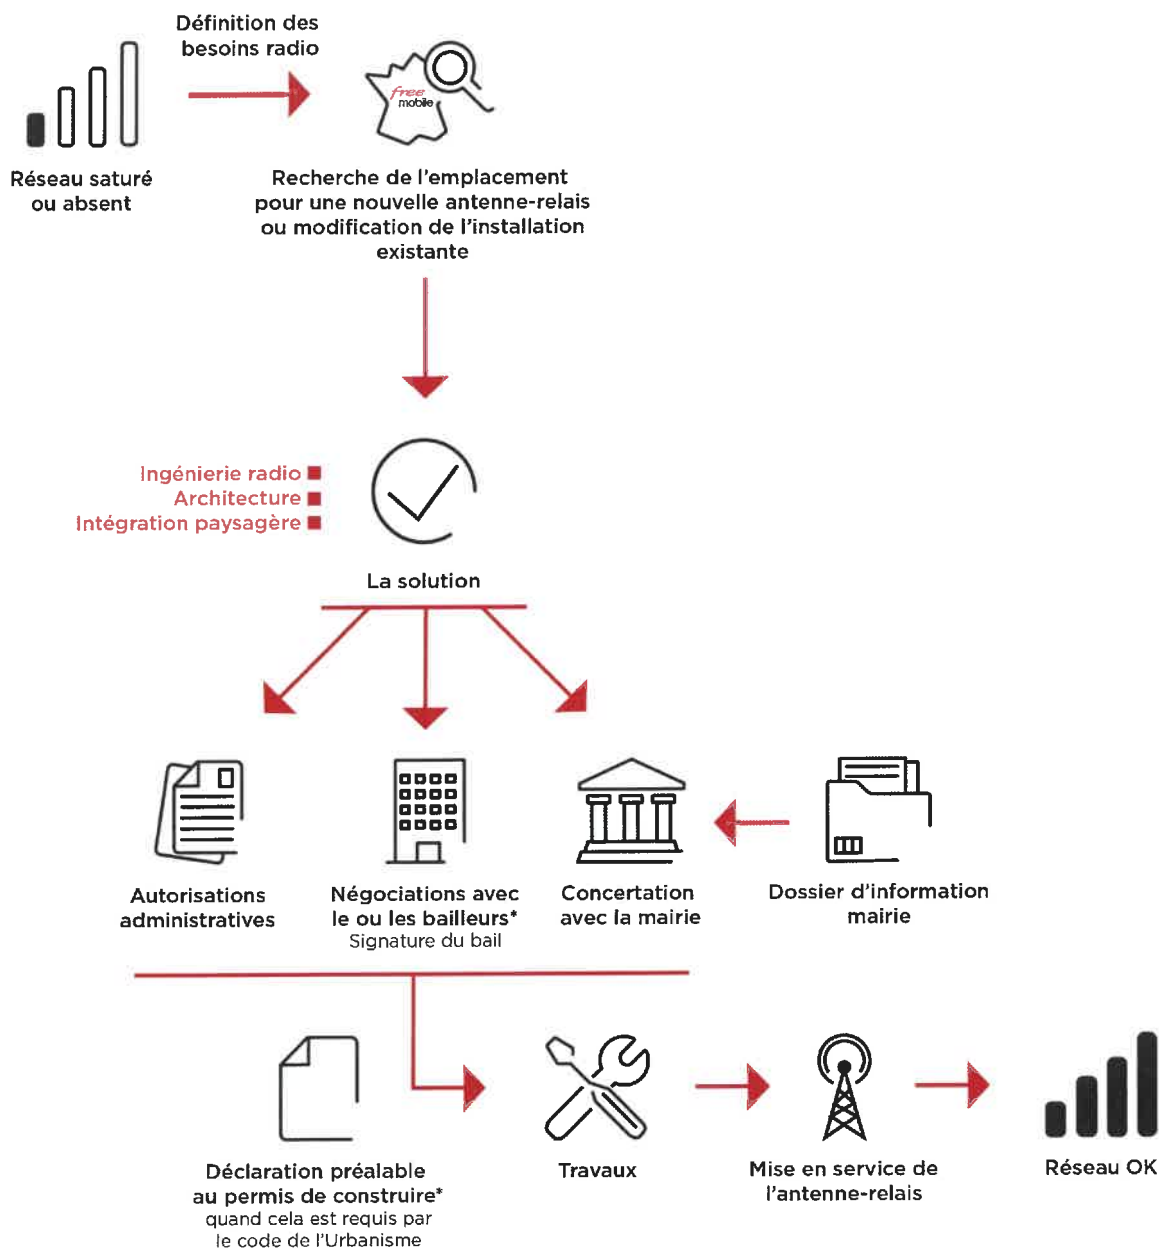 Définition des
besoins radio
free
mobile
Réseau saturé
ou absent
Recherche de l'emplacement
pour une nouvelle antenne-relais
ou modification de l'installation
existante
Ingénierie radio
Architecture
Intégration paysagère
La solution
Autorisations
administratives
Négociations avec
le ou les bailleurs*
Signature du bail
Concertation
avec la mairie
Dossier d'information
mairie
Déclaration préalable
au permis de construire*
quand cela est requis par
le code de l'Urbanisme
Travaux
Mise en service de
l'antenne-relais
Réseau OK